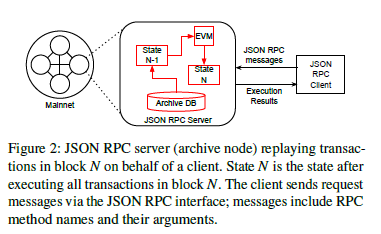 EVM
State
N-1
State
N
Archive DB
JSON RPC Server
Mainnet
JSON RPC
messages
Execution
Results
JSON
RPC
Client
Figure 2: JSON RPC server (archive node) replaying transac-
tions in block N on behalf of a client. State N is the state after
executing all transactions in block N. The client sends request
messages via the JSON RPC interface; messages include RPC
method names and their arguments.